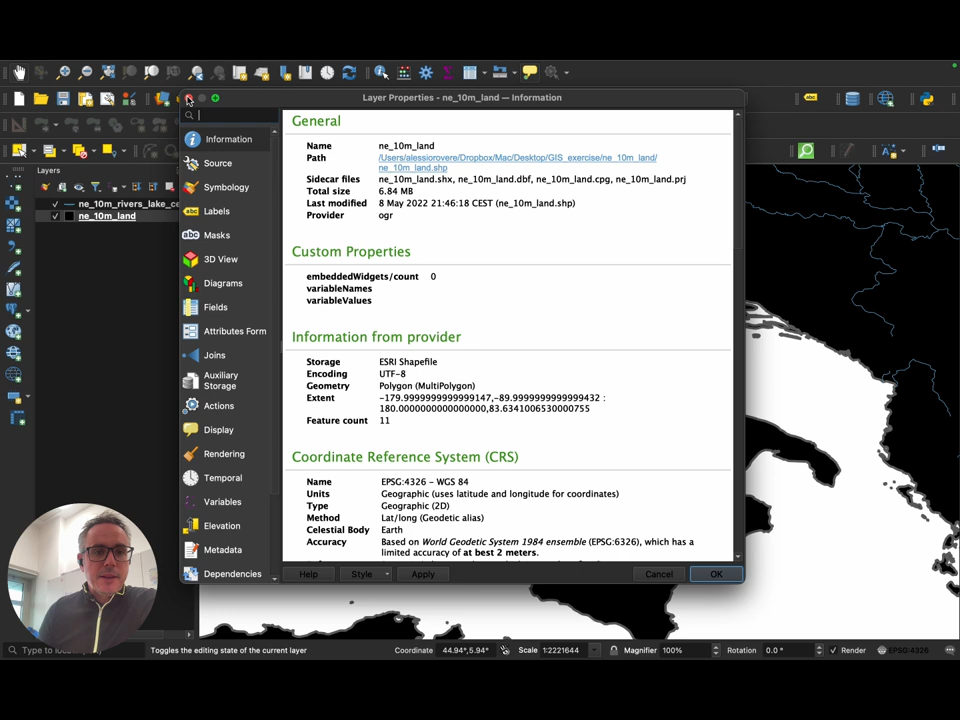 Layer Properties - ne_10m_land — Information
Information
Source
Symbology
Labels
Masks
3D View
Diagrams
Fields
Attributes Form
Joins
Auxiliary
Storage
Actions
Display
Rendering
Temporal
Variables
Elevation
Metadata
Dependencies
General
Name ne_10m_land
Path /Users/alessiorovere/Dropbox/Mac/Desktop/GIS_exercise/ne_10m_land/
ne_10m_land.shp
Sidecar files ne_10m_land.shx, ne_10m_land.dbf, ne_10m_land.cpg, ne_10m_land.prj
Total size 6.84 MB
Last modified 8 May 2022 21:46:18 CEST (ne_10m_land.shp)
Provider ogr
Custom Properties
embeddedWidgets/count 0
variableNames
variableValues
Information from provider
Storage ESRI Shapefile
Encoding UTF-8
Geometry Polygon (MultiPolygon)
Extent -179.9999999999999147,-89.9999999999999432 :
180.0000000000000000,83.6341006530000755
Feature count 11
Coordinate Reference System (CRS)
Name EPSG:4326 - WGS 84
Units Geographic (uses latitude and longitude for coordinates)
Type Geographic (2D)
Method Lat/long (Geodetic alias)
Celestial Body Earth
Accuracy Based on World Geodetic System 1984 ensemble (EPSG:6326), which has a
limited accuracy of at best 2 meters.
Help Style Apply Cancel OK
Layers
ne_10m_rivers_lake_ce
ne_10m_land
abc
abc
abc
Type to lo
Toggles the editing state of the current layer
Coordinate 44.94°,5.94° Scale 1:2221644 Magnifier 100% Rotation 0.0 ° Render EPSG:4326